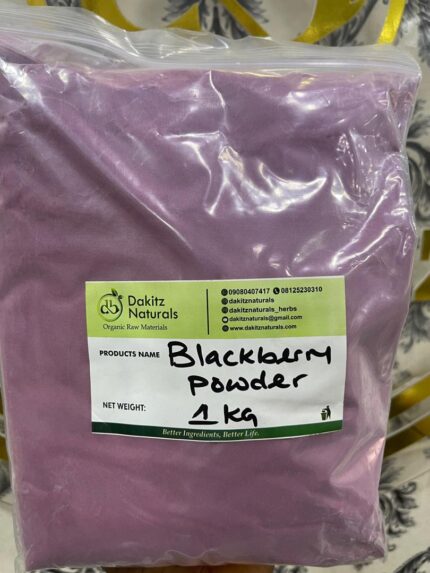 db
Dakitz
Naturals
Organic Raw Materials
09080407417 08125230310
dakitznaturals
dakitznaturals_herbs
dakitznaturals@gmail.com
www.dakitznaturals.com
PRODUCTS NAME Blackberry
powder
NET WEIGHT: 1 kg
Better Ingredients, Better Life.